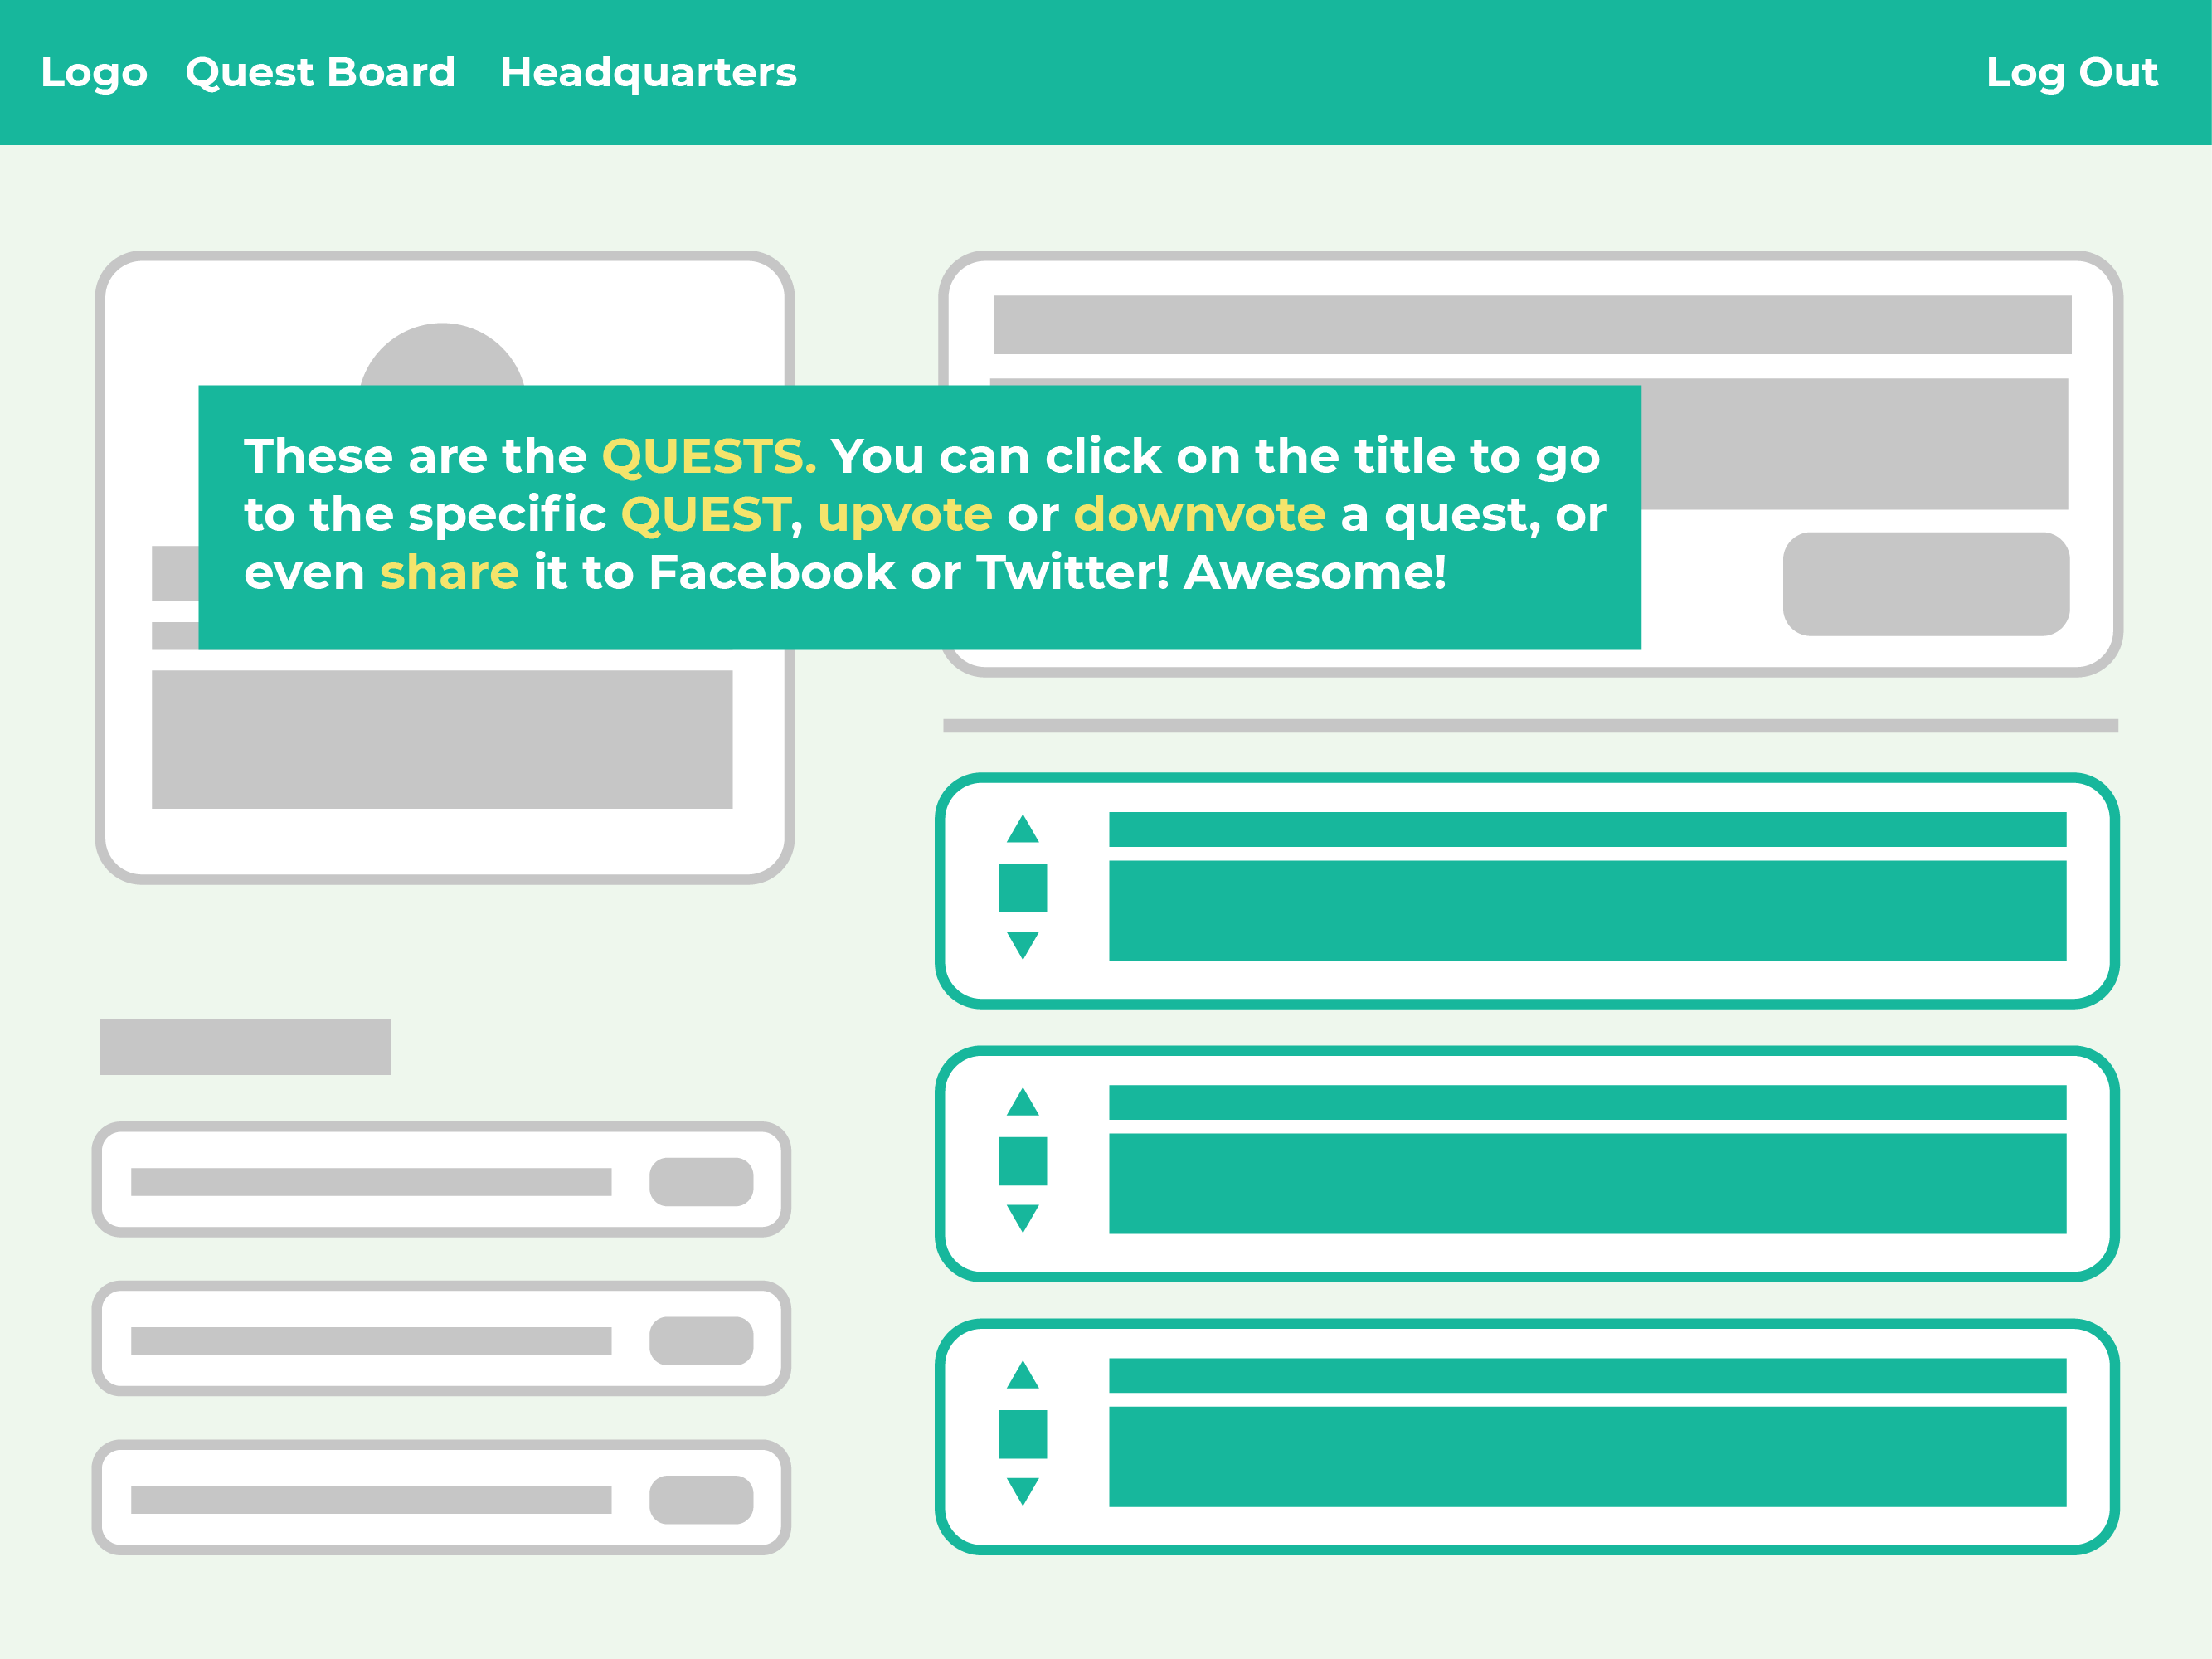 Logo Quest Board Headquarters Log Out
These are the QUESTS. You can click on the title to go
to the specific QUEST, upvote or downvote a quest, or
even share it to Facebook or Twitter! Awesome!